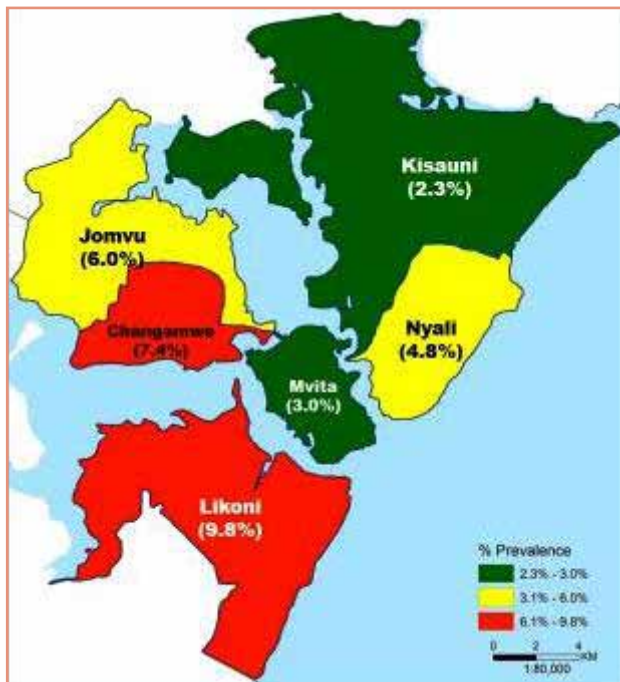 Kisauni
(2.3%)
Jomvu
(6.0%)
Changamwe
(7.4%)
Nyali
(4.8%)
Mvita
(3.0%)
Likoni
(9.8%)
% Prevalence
2.3% - 3.0%
3.1% - 6.0%
6.1% - 9.8%
0 2 4
KM
1:80,000